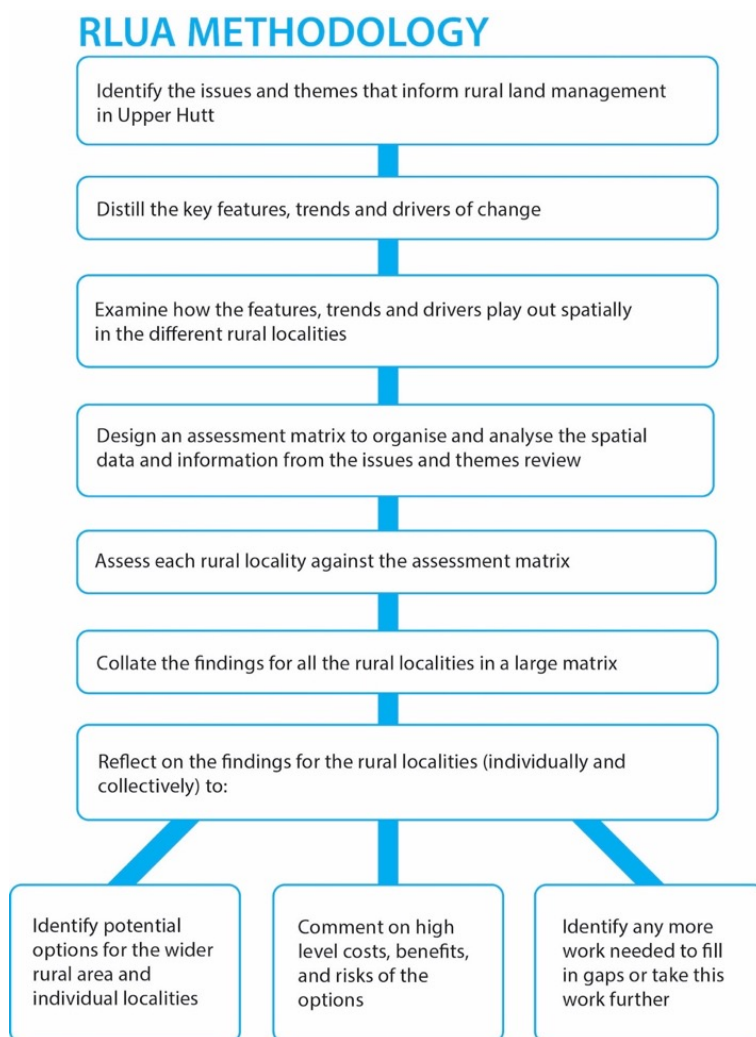 RLUA METHODOLOGY
Identify the issues and themes that inform rural land management
in Upper Hutt
Distill the key features, trends and drivers of change
Examine how the features, trends and drivers play out spatially
in the different rural localities
Design an assessment matrix to organise and analyse the spatial
data and information from the issues and themes review
Assess each rural locality against the assessment matrix
Collate the findings for all the rural localities in a large matrix
Reflect on the findings for the rural localities (individually and
collectively) to:
Identify potential
options for the wider
rural area and
individual localities
Comment on high
level costs, benefits,
and risks of the
options
Identify any more
work needed to fill
in gaps or take this
work further